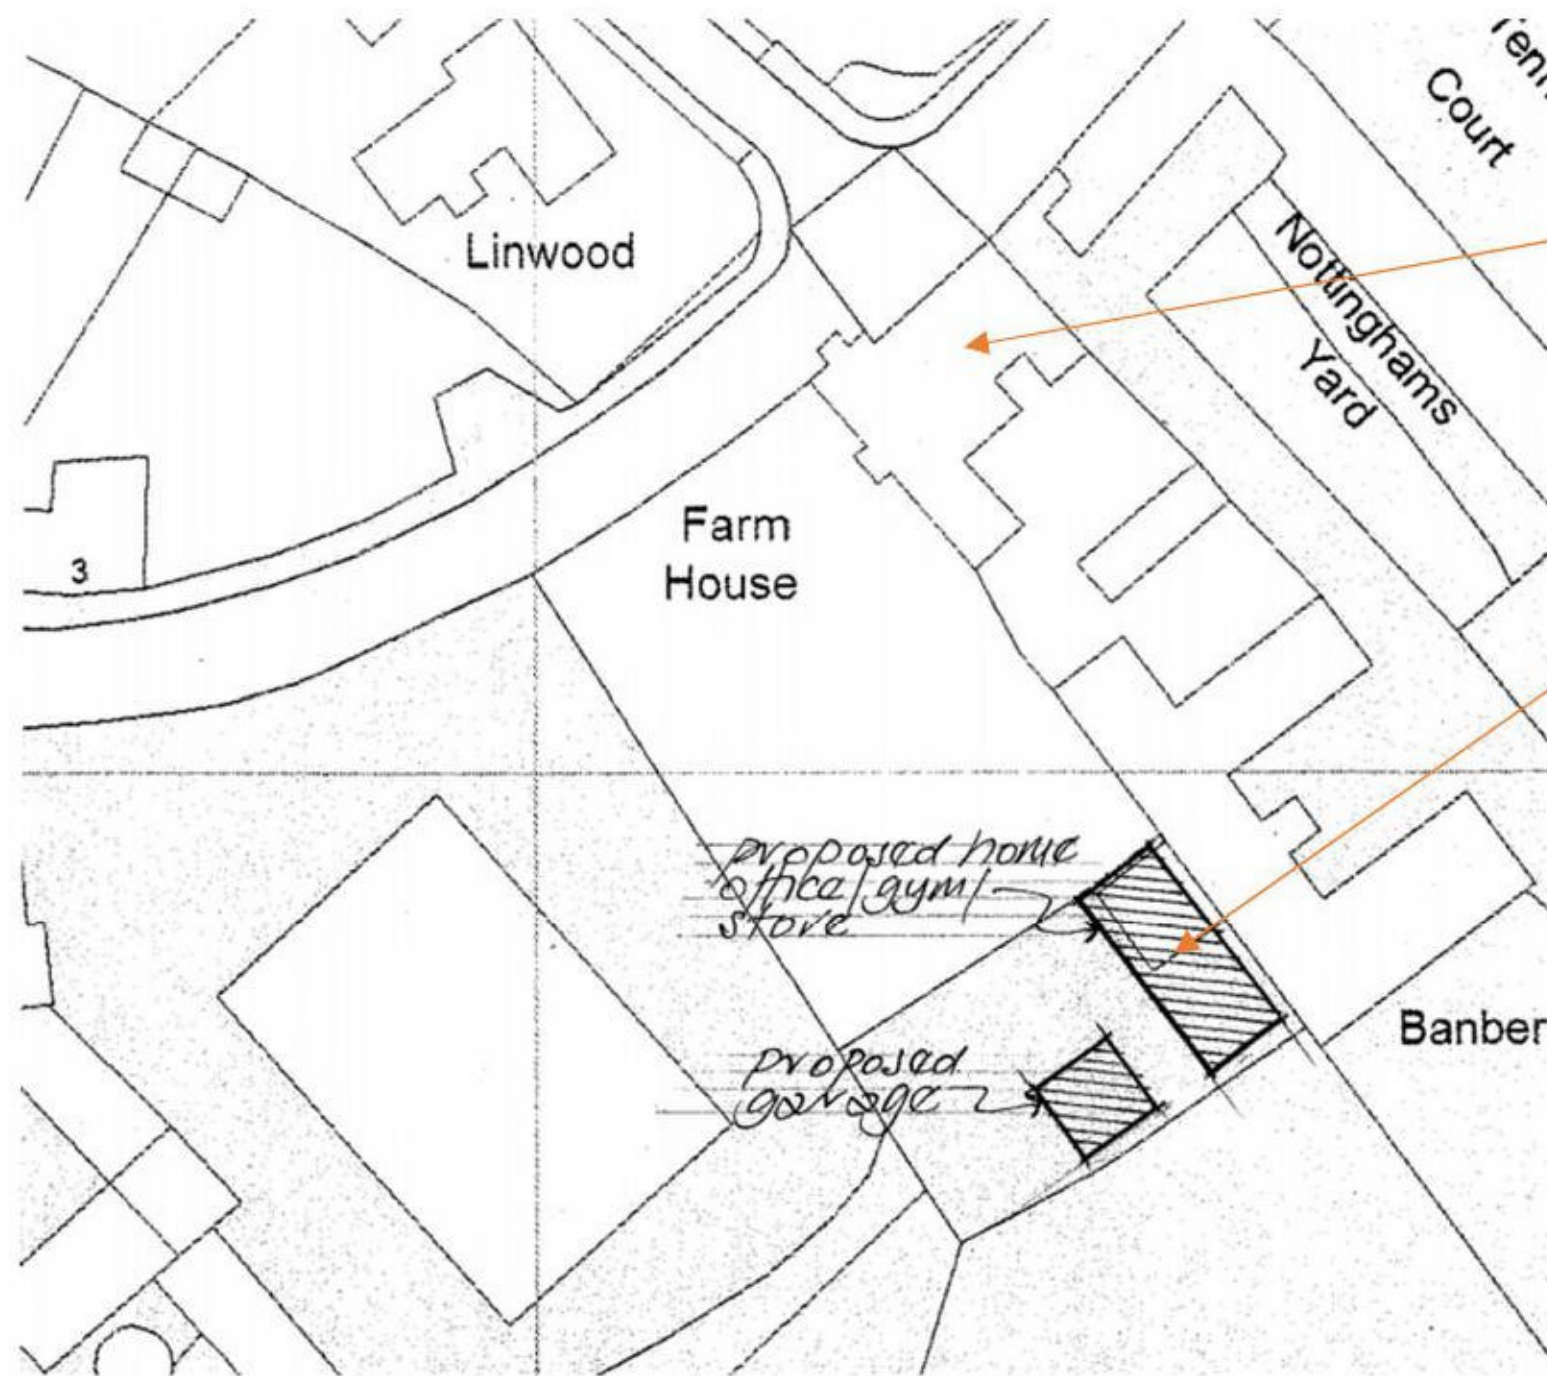 Court
Linwood
Nottinghams
Yard
Farm
House
3
proposed home
office/gym/
store
Banber
proposed
garage